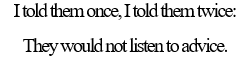 I told them once, I told them twice:
They would not listen to advice.